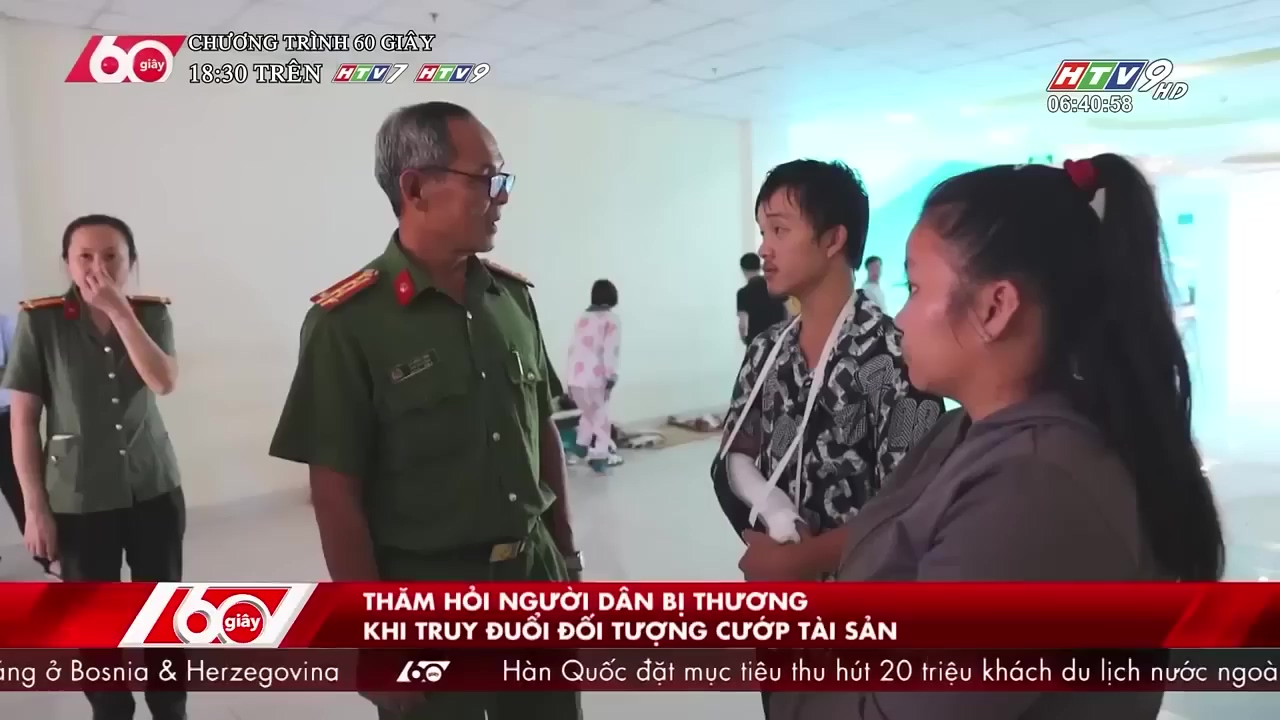 60 giây
CHƯƠNG TRÌNH 60 GIÂY
18:30 TRÊN HTV7 HTV9
HTV9 HD
06:40:58
60 giây
THĂM HỎI NGƯỜI DÂN BỊ THƯƠNG
KHI TRUY ĐUỔI ĐỐI TƯỢNG CƯỚP TÀI SẢN
ở Bosnia & Herzegovina 60 Hàn Quốc đặt mục tiêu thu hút 20 triệu khách du lịch nước ngoà